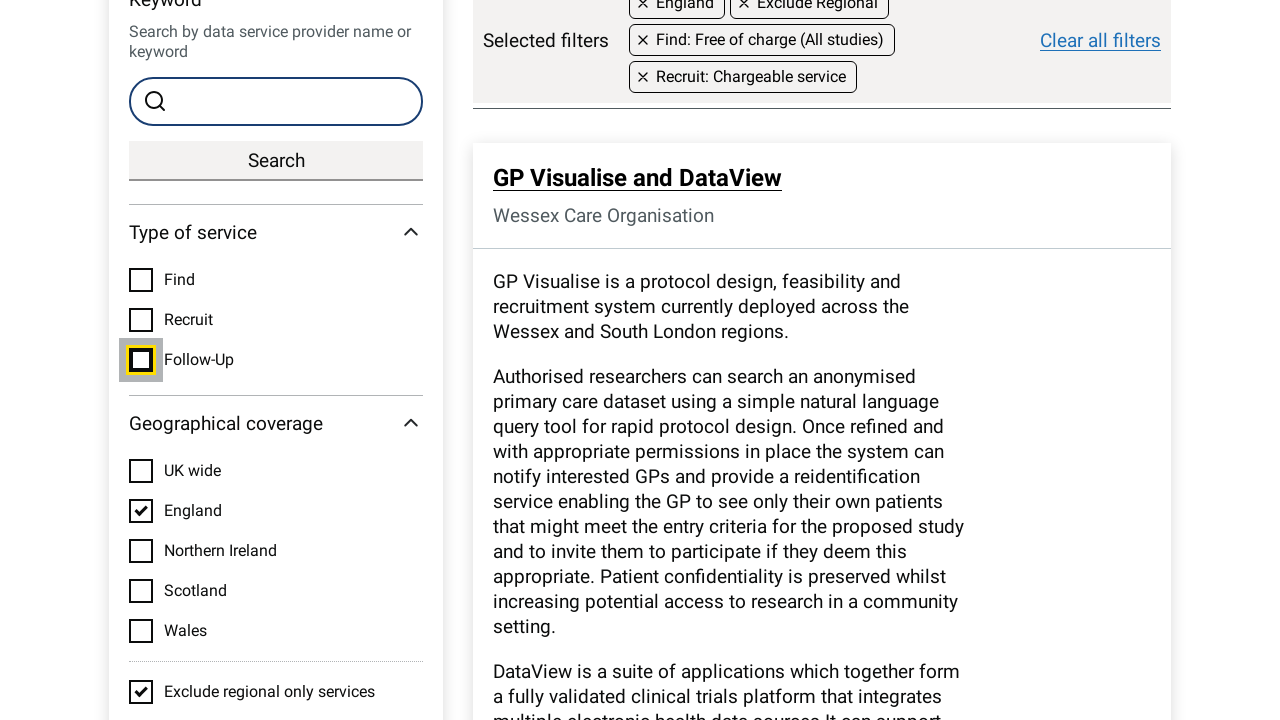 Keyword
Search by data service provider name or
keyword
Search
Type of service
Find
Recruit
Follow-Up
Geographical coverage
UK wide
England
Northern Ireland
Scotland
Wales
Exclude regional only services
England
Exclude Regional
Selected filters
Find: Free of charge (All studies)
Clear all filters
Recruit: Chargeable service
GP Visualise and DataView
Wessex Care Organisation
GP Visualise is a protocol design, feasibility and
recruitment system currently deployed across the
Wessex and South London regions.
Authorised researchers can search an anonymised
primary care dataset using a simple natural language
query tool for rapid protocol design. Once refined and
with appropriate permissions in place the system can
notify interested GPs and provide a reidentification
service enabling the GP to see only their own patients
that might meet the entry criteria for the proposed study
and to invite them to participate if they deem this
appropriate. Patient confidentiality is preserved whilst
increasing potential access to research in a community
setting.
DataView is a suite of applications which together form
a fully validated clinical trials platform that integrates
multiple electronic health data sources.It can support